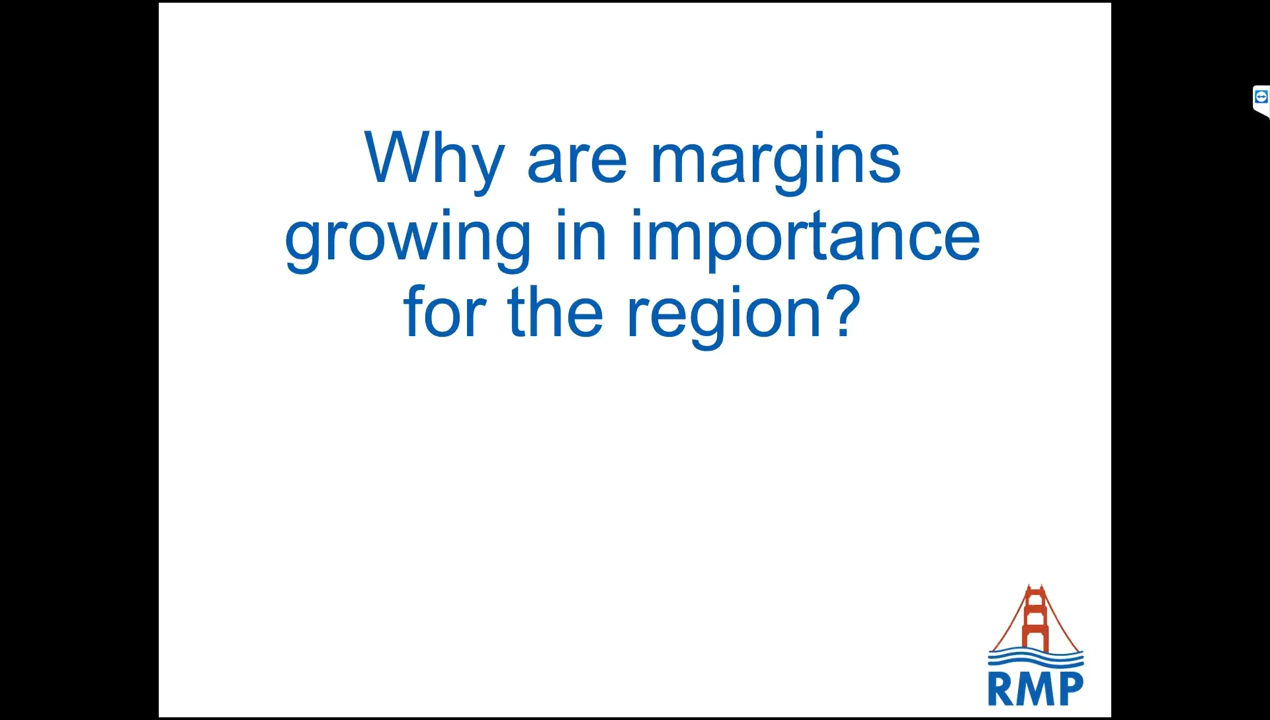 Why are margins
growing in importance
for the region?
RMP